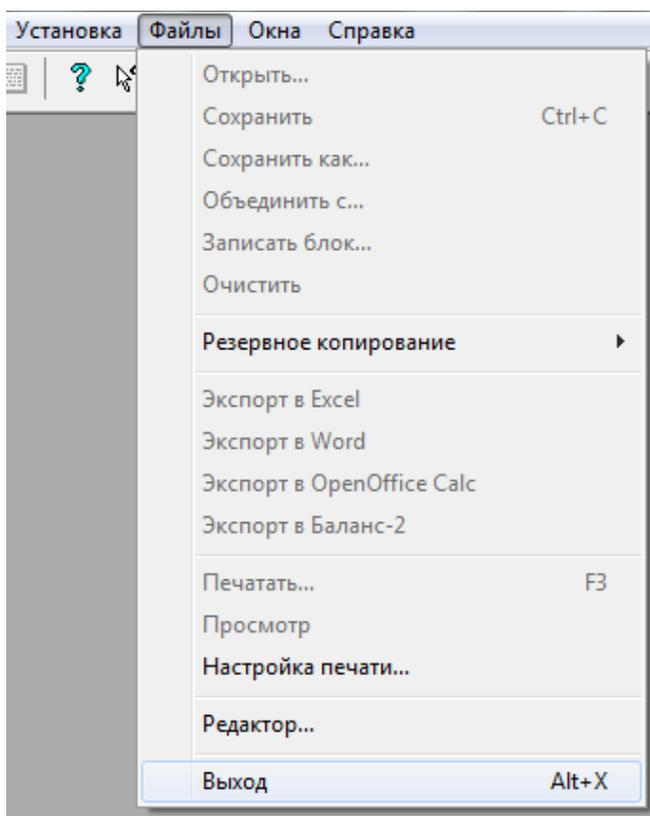 Установка Файлы Окна Справка
Открыть...
Сохранить Ctrl+C
Сохранить как...
Объединить с...
Записать блок...
Очистить
Резервное копирование
Экспорт в Excel
Экспорт в Word
Экспорт в OpenOffice Calc
Экспорт в Баланс-2
Печатать... F3
Просмотр
Настройка печати...
Редактор...
Выход Alt+X